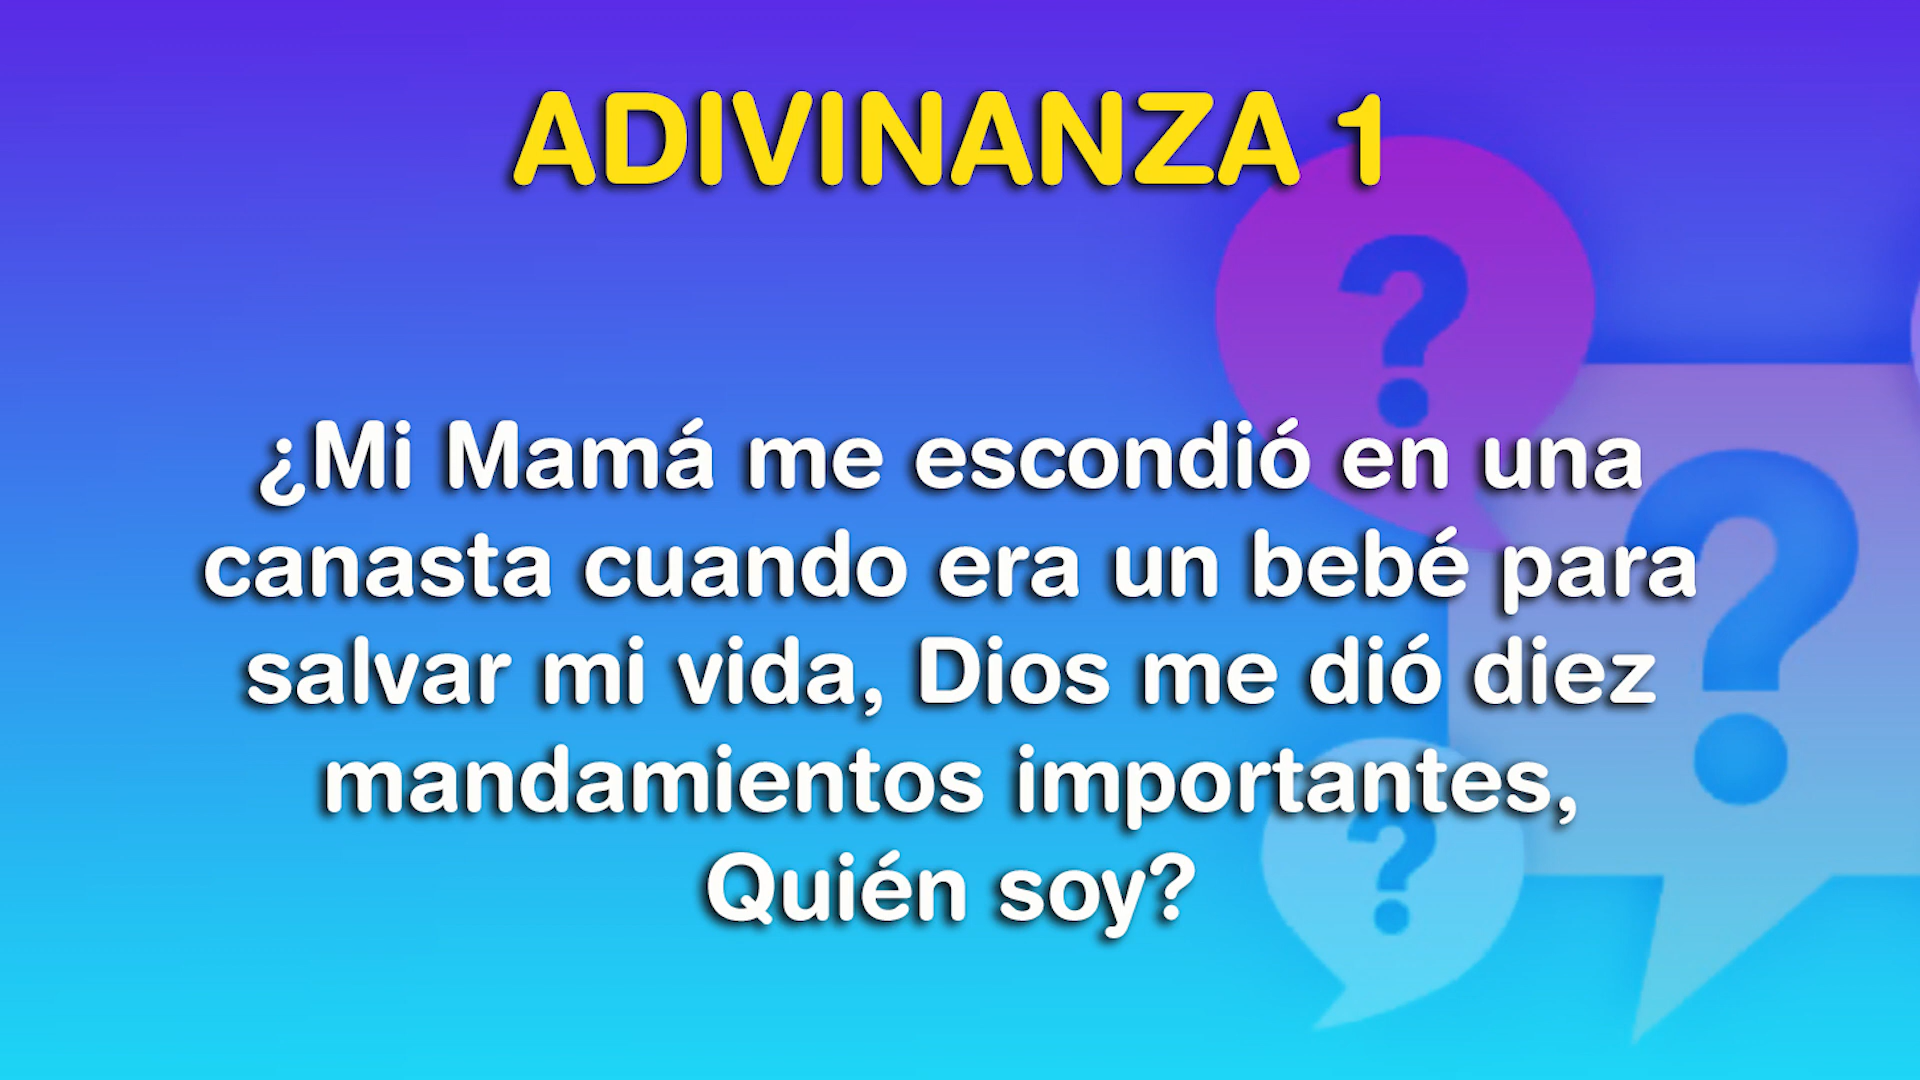 ADIVINANZA 1
¿Mi Mamá me escondió en una
canasta cuando era un bebé para
salvar mi vida, Dios me dió diez
mandamientos importantes,
Quién soy?